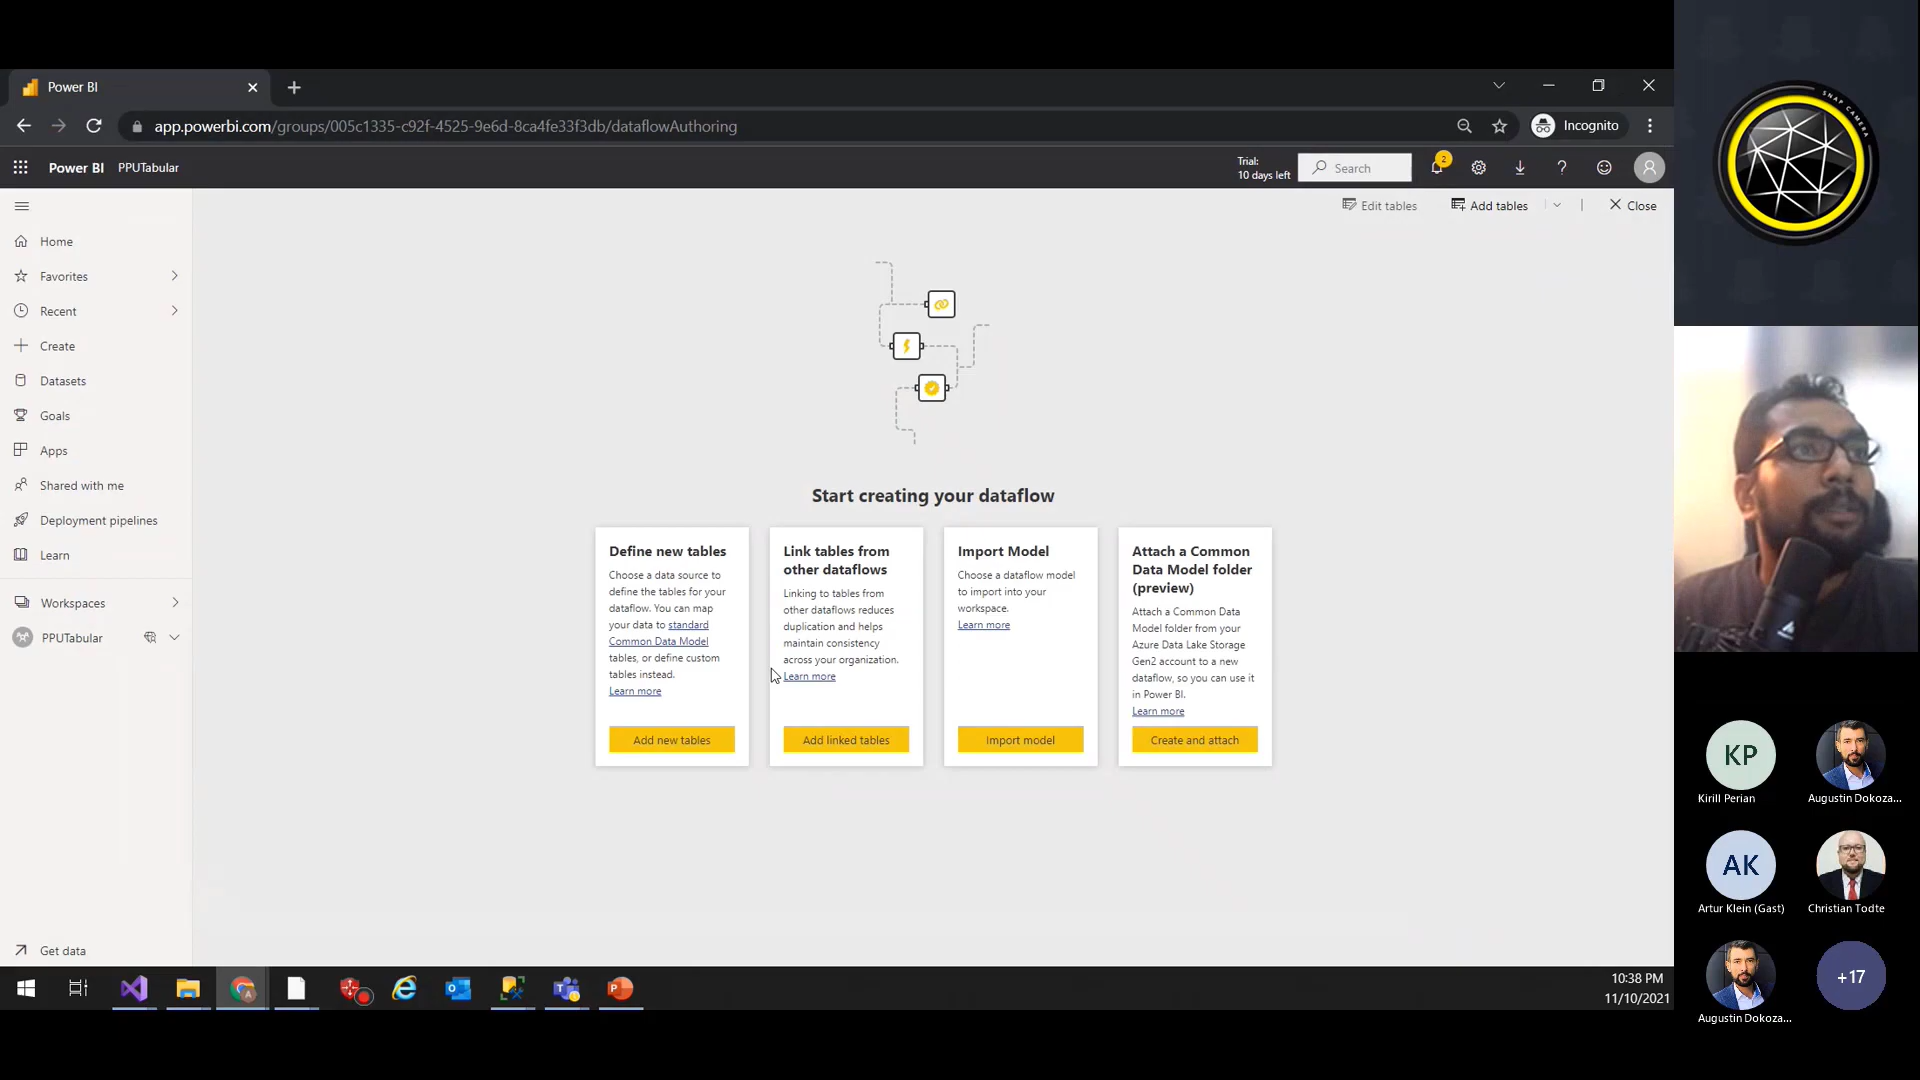 Power BI
app.powerbi.com/groups/005c1335-c92f-4525-9e6d-8ca4fe33f3db/dataflowAuthoring
Incognito
Power BI PPUTabular
Trial:
10 days left
Search
2
Edit tables
Add tables
Close
Home
Favorites
Recent
Create
Datasets
Goals
Apps
Shared with me
Deployment pipelines
Learn
Workspaces
PPUTabular
Get data
Start creating your dataflow
Define new tables
Choose a data source to
define the tables for your
dataflow. You can map
your data to standard
Common Data Model
tables, or define custom
tables instead.
Learn more
Add new tables
Link tables from
other dataflows
Linking to tables from
other dataflows reduces
duplication and helps
maintain consistency
across your organization.
Learn more
Add linked tables
Import Model
Choose a dataflow model
to import into your
workspace.
Learn more
Import model
Attach a Common
Data Model folder
(preview)
Attach a Common Data
Model folder from your
Azure Data Lake Storage
Gen2 account to a new
dataflow, so you can use it
in Power BI.
Learn more
Create and attach
10:38 PM
11/10/2021
SNAP CAMERA
KP
Kirill Perian
Augustin Dokoza...
AK
Artur Klein (Gast)
Christian Todte
Augustin Dokoza...
+17